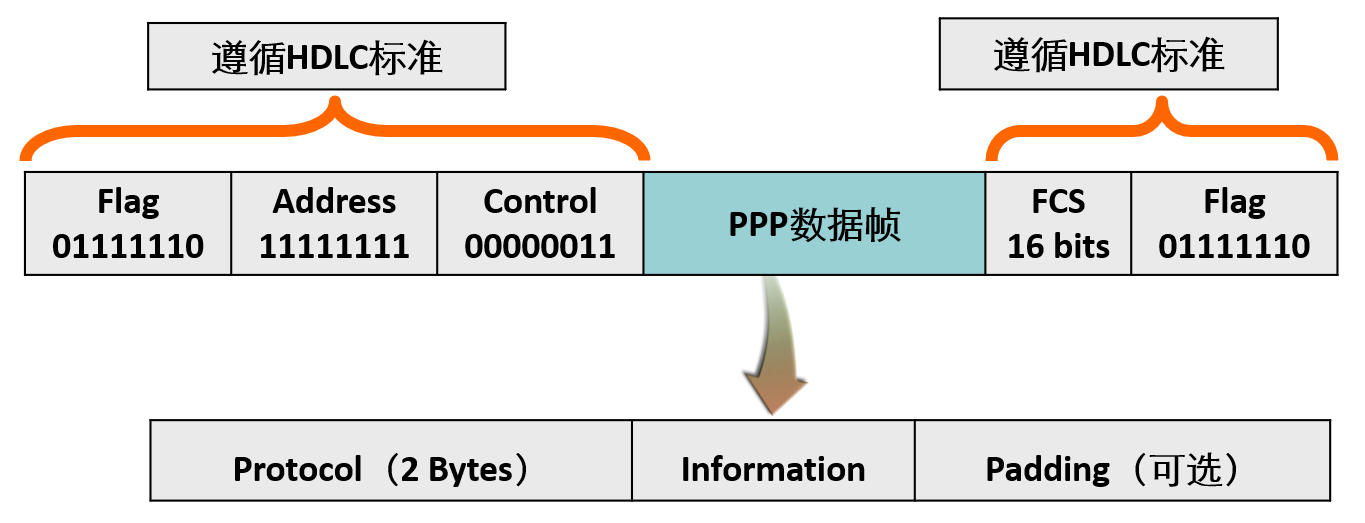 遵循HDLC标准
遵循HDLC标准
Flag
01111110
Address
11111111
Control
00000011
PPP数据帧
FCS
16 bits
Flag
01111110
Protocol（2 Bytes）
Information
Padding（可选）